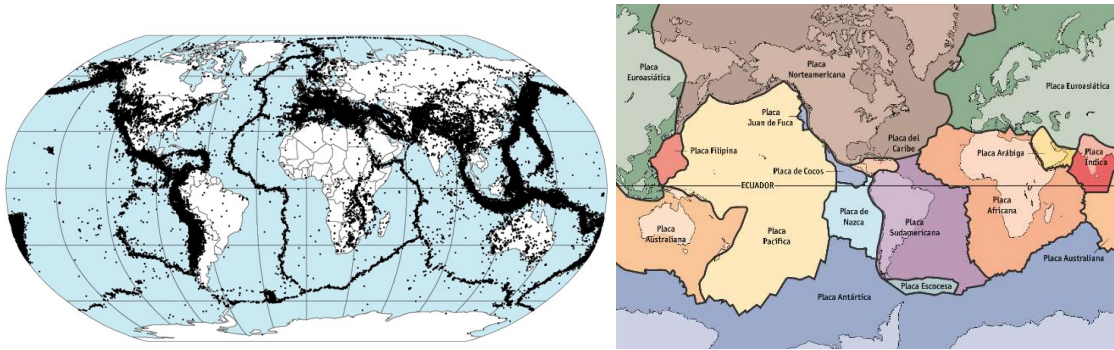 Placa
Euroasiática
Placa
Norteamericana
Placa Euroasiática
Placa
Juan de Fuca
Placa del
Caribe
Placa Filipina
Placa Arábiga
Placa
Índica
Placa de Cocos
ECUADOR
Placa
Australiana
Placa
Pacífica
Placa de
Nazca
Placa
Sudamericana
Placa
Africana
Placa Australiana
Placa Antártica
Placa Escocesa